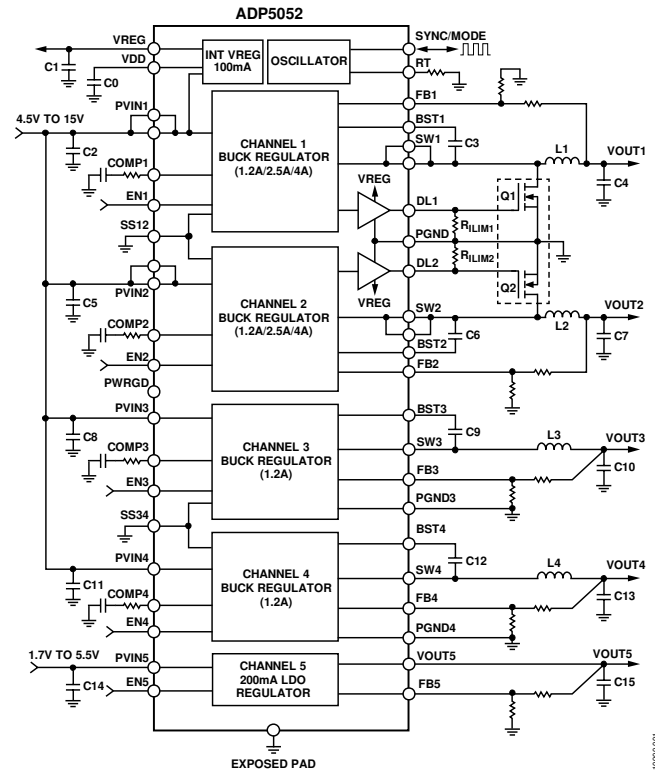 ADP5052
VREG
C1
VDD
C0
INT VREG
100mA
OSCILLATOR
SYNC/MODE
RT
4.5V TO 15V
PVIN1
C2
COMP1
EN1
CHANNEL 1
BUCK REGULATOR
(1.2A/2.5A/4A)
FB1
BST1
C3
SW1
L1
VOUT1
C4
VREG
DL1
Q1
RILIM1
PGND
SS12
RILIM2
DL2
Q2
VREG
PVIN2
C5
COMP2
EN2
CHANNEL 2
BUCK REGULATOR
(1.2A/2.5A/4A)
SW2
L2
VOUT2
C7
C6
BST2
FB2
PWRGD
PVIN3
C8
COMP3
EN3
CHANNEL 3
BUCK REGULATOR
(1.2A)
BST3
C9
SW3
L3
VOUT3
C10
FB3
PGND3
SS34
PVIN4
C11
COMP4
EN4
CHANNEL 4
BUCK REGULATOR
(1.2A)
BST4
C12
SW4
L4
VOUT4
C13
FB4
PGND4
1.7V TO 5.5V
PVIN5
C14
EN5
CHANNEL 5
200mA LDO
REGULATOR
VOUT5
VOUT5
C15
FB5
EXPOSED PAD